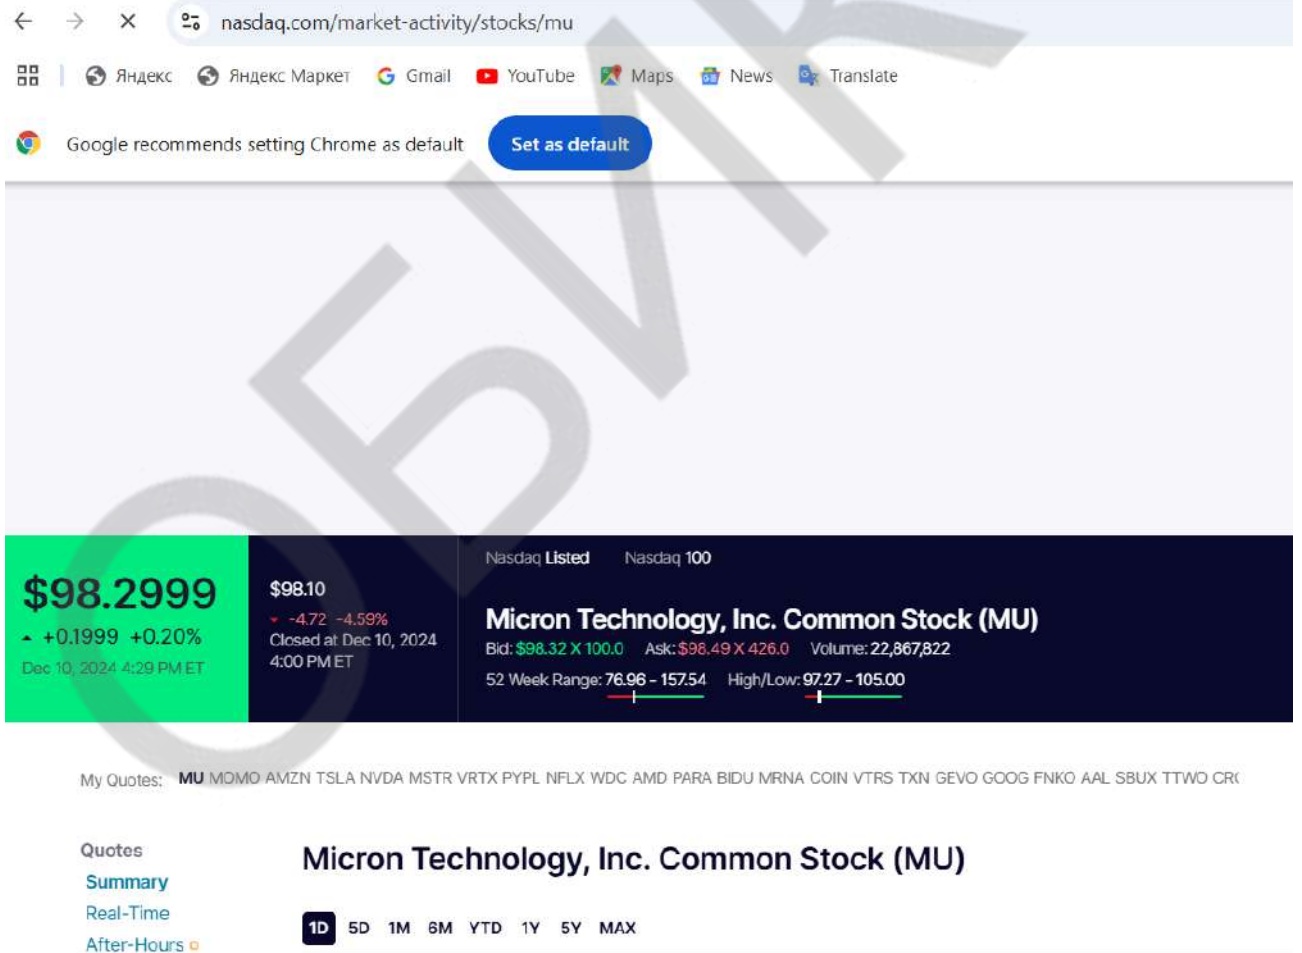 nasdaq.com/market-activity/stocks/mu
Яндекс Яндекс Маркет Gmail YouTube Maps News Translate
Google recommends setting Chrome as default Set as default
ОБИ
Nasdaq Listed Nasdaq 100
$98.2999
+0.1999 +0.20%
Dec 10, 2024 4:29 PM ET
$98.10
-4.72 -4.59%
Closed at Dec 10, 2024
4:00 PM ET
Micron Technology, Inc. Common Stock (MU)
Bid: $98.32 X 100.0 Ask: $98.49 X 426.0 Volume: 22,867,822
52 Week Range: 76.96 - 157.54 High/Low: 97.27 - 105.00
My Quotes: MU MOMO AMZN TSLA NVDA MSTR VRTX PYPL NFLX WDC AMD PARA BIDU MRNA COIN VTRS TXN GEVO GOOG FNKO AAL SBUX TTWO
Quotes
Summary
Real-Time
After-Hours
Micron Technology, Inc. Common Stock (MU)
1D 5D 1M 6M YTD 1Y 5Y MAX